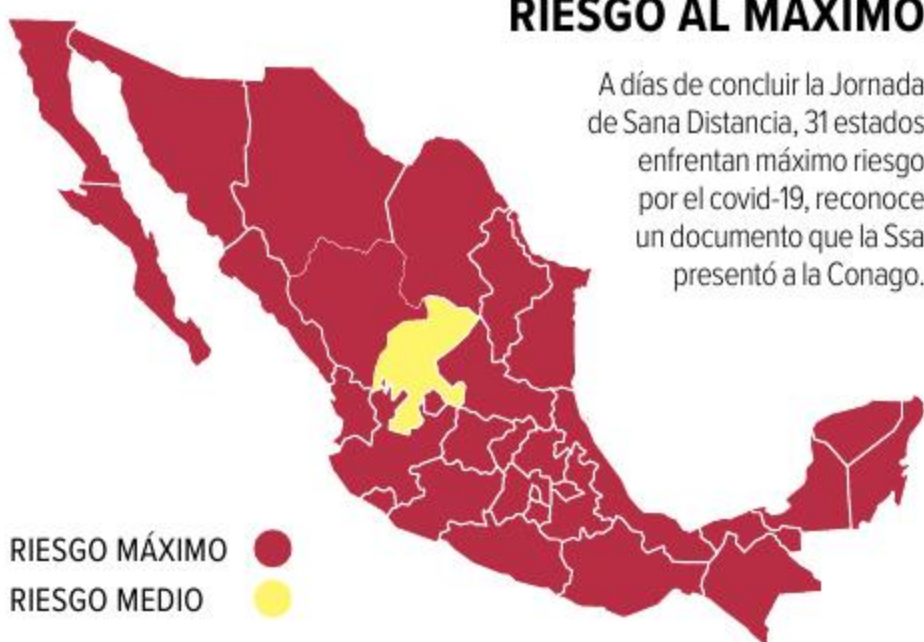 RIESGO AL MÁXIMO
A días de concluir la Jornada
de Sana Distancia, 31 estados
enfrentan máximo riesgo
por el covid-19, reconoce
un documento que la Ssa
presentó a la Conago.
RIESGO MÁXIMO
RIESGO MEDIO